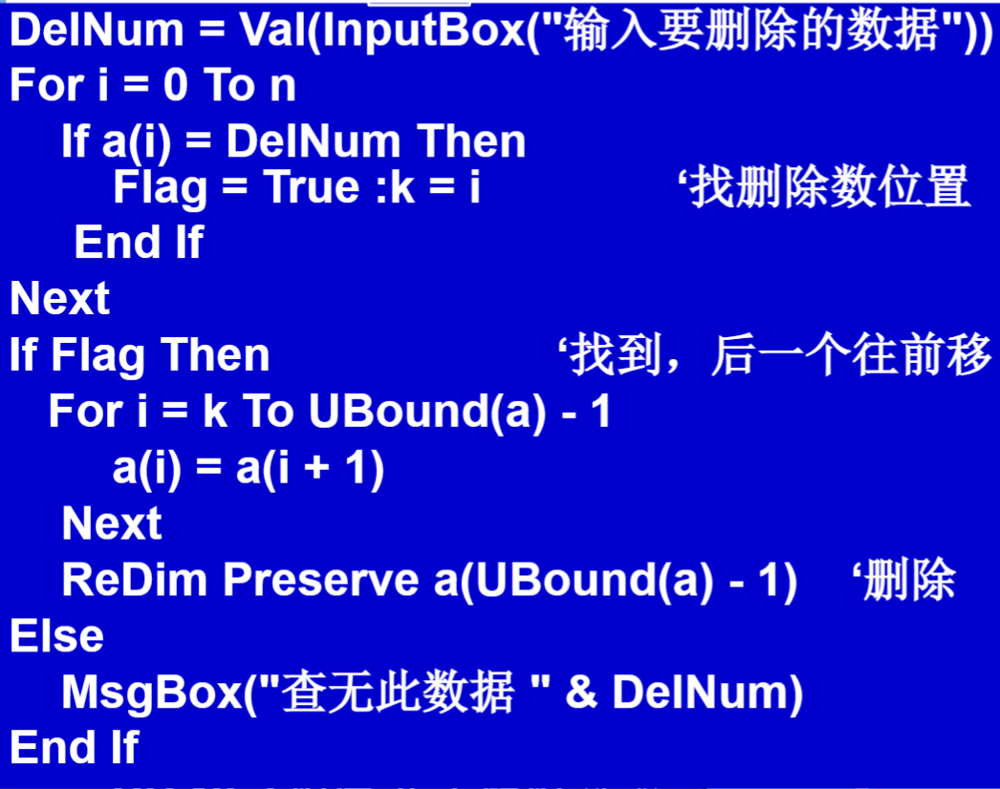 DelNum = Val(InputBox("输入要删除的数据"))
For i = 0 To n
If a(i) = DelNum Then
Flag = True :k = i ‘找删除数位置
End If
Next
If Flag Then ‘找到，后一个往前移
For i = k To UBound(a) - 1
a(i) = a(i + 1)
Next
ReDim Preserve a(UBound(a) - 1) ‘删除
Else
MsgBox("查无此数据 " & DelNum)
End If